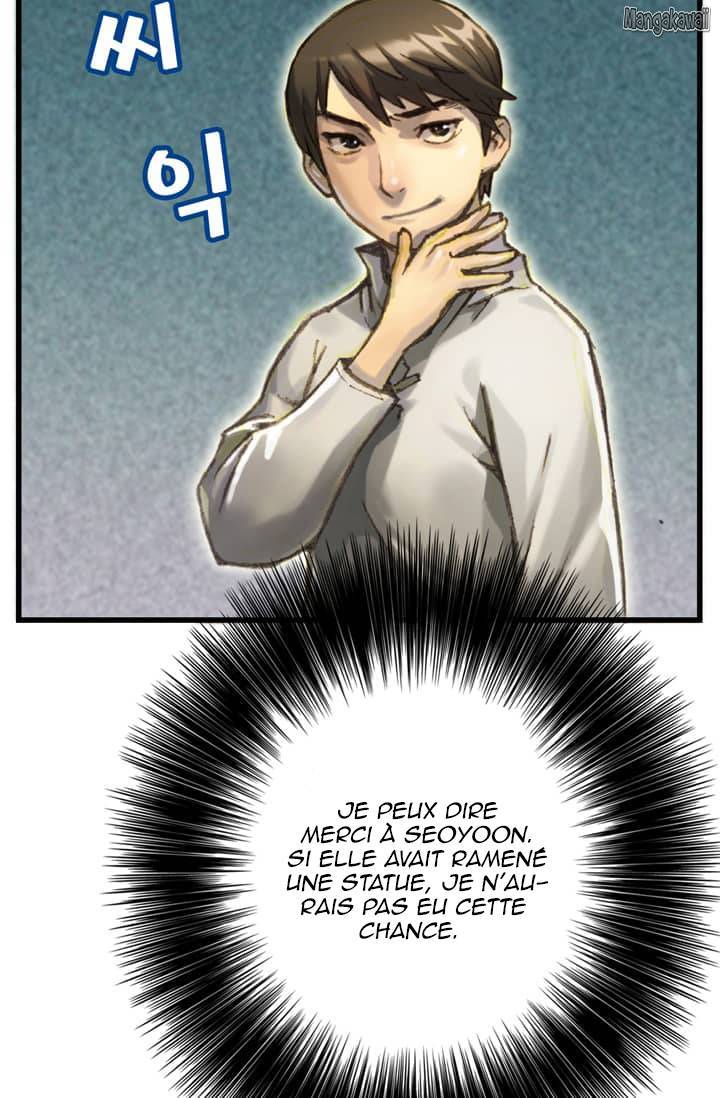 Mangakawaii
씨
익
JE PEUX DIRE
MERCI À SEOYOON.
SI ELLE AVAIT RAMENÉ
UNE STATUE, JE N'AU-
RAIS PAS EU CETTE
CHANCE.